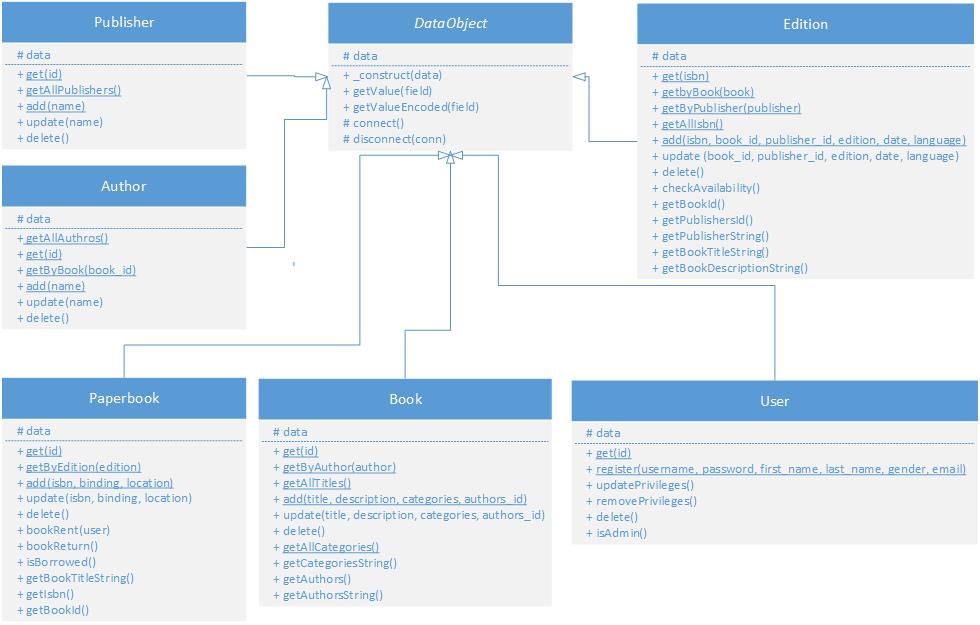 Publisher
# data
+ get(id)
+ getAllPublishers()
+ add(name)
+ update(name)
+ delete()
DataObject
# data
+ _construct(data)
+ getValue(field)
+ getValueEncoded(field)
# connect()
# disconnect(conn)
Edition
# data
+ get(isbn)
+ getbyBook(book)
+ getByPublisher(publisher)
+ getAllIsbn()
+ add(isbn, book_id, publisher_id, edition, date, language)
+ update (book_id, publisher_id, edition, date, language)
+ delete()
+ checkAvailability()
+ getBookId()
+ getPublishersId()
+ getPublisherString()
+ getBookTitleString()
+ getBookDescriptionString()
Author
# data
+ getAllAuthros()
+ get(id)
+ getByBook(book_id)
+ add(name)
+ update(name)
+ delete()
Paperbook
# data
+ get(id)
+ getByEdition(edition)
+ add(isbn, binding, location)
+ update(isbn, binding, location)
+ delete()
+ bookRent(user)
+ bookReturn()
+ isBorrowed()
+ getBookTitleString()
+ getIsbn()
+ getBookId()
Book
# data
+ get(id)
+ getByAuthor(author)
+ getAllTitles()
+ add(title, description, categories, authors_id)
+ update(title, description, categories, authors_id)
+ delete()
+ getAllCategories()
+ getCategoriesString()
+ getAuthors()
+ getAuthorsString()
User
# data
+ get(id)
+ register(username, password, first_name, last_name, gender, email)
+ updatePrivileges()
+ removePrivileges()
+ delete()
+ isAdmin()